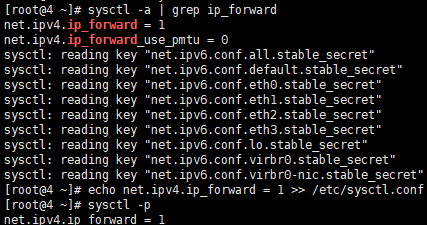 [root@4 ~]# sysctl -a | grep ip_forward
net.ipv4.ip_forward = 1
net.ipv4.ip_forward_use_pmtu = 0
sysctl: reading key "net.ipv6.conf.all.stable_secret"
sysctl: reading key "net.ipv6.conf.default.stable_secret"
sysctl: reading key "net.ipv6.conf.eth0.stable_secret"
sysctl: reading key "net.ipv6.conf.eth1.stable_secret"
sysctl: reading key "net.ipv6.conf.eth2.stable_secret"
sysctl: reading key "net.ipv6.conf.eth3.stable_secret"
sysctl: reading key "net.ipv6.conf.lo.stable_secret"
sysctl: reading key "net.ipv6.conf.virbr0.stable_secret"
sysctl: reading key "net.ipv6.conf.virbr0-nic.stable_secret"
[root@4 ~]# echo net.ipv4.ip_forward = 1 >> /etc/sysctl.conf
[root@4 ~]# sysctl -p
net.ipv4.ip_forward = 1